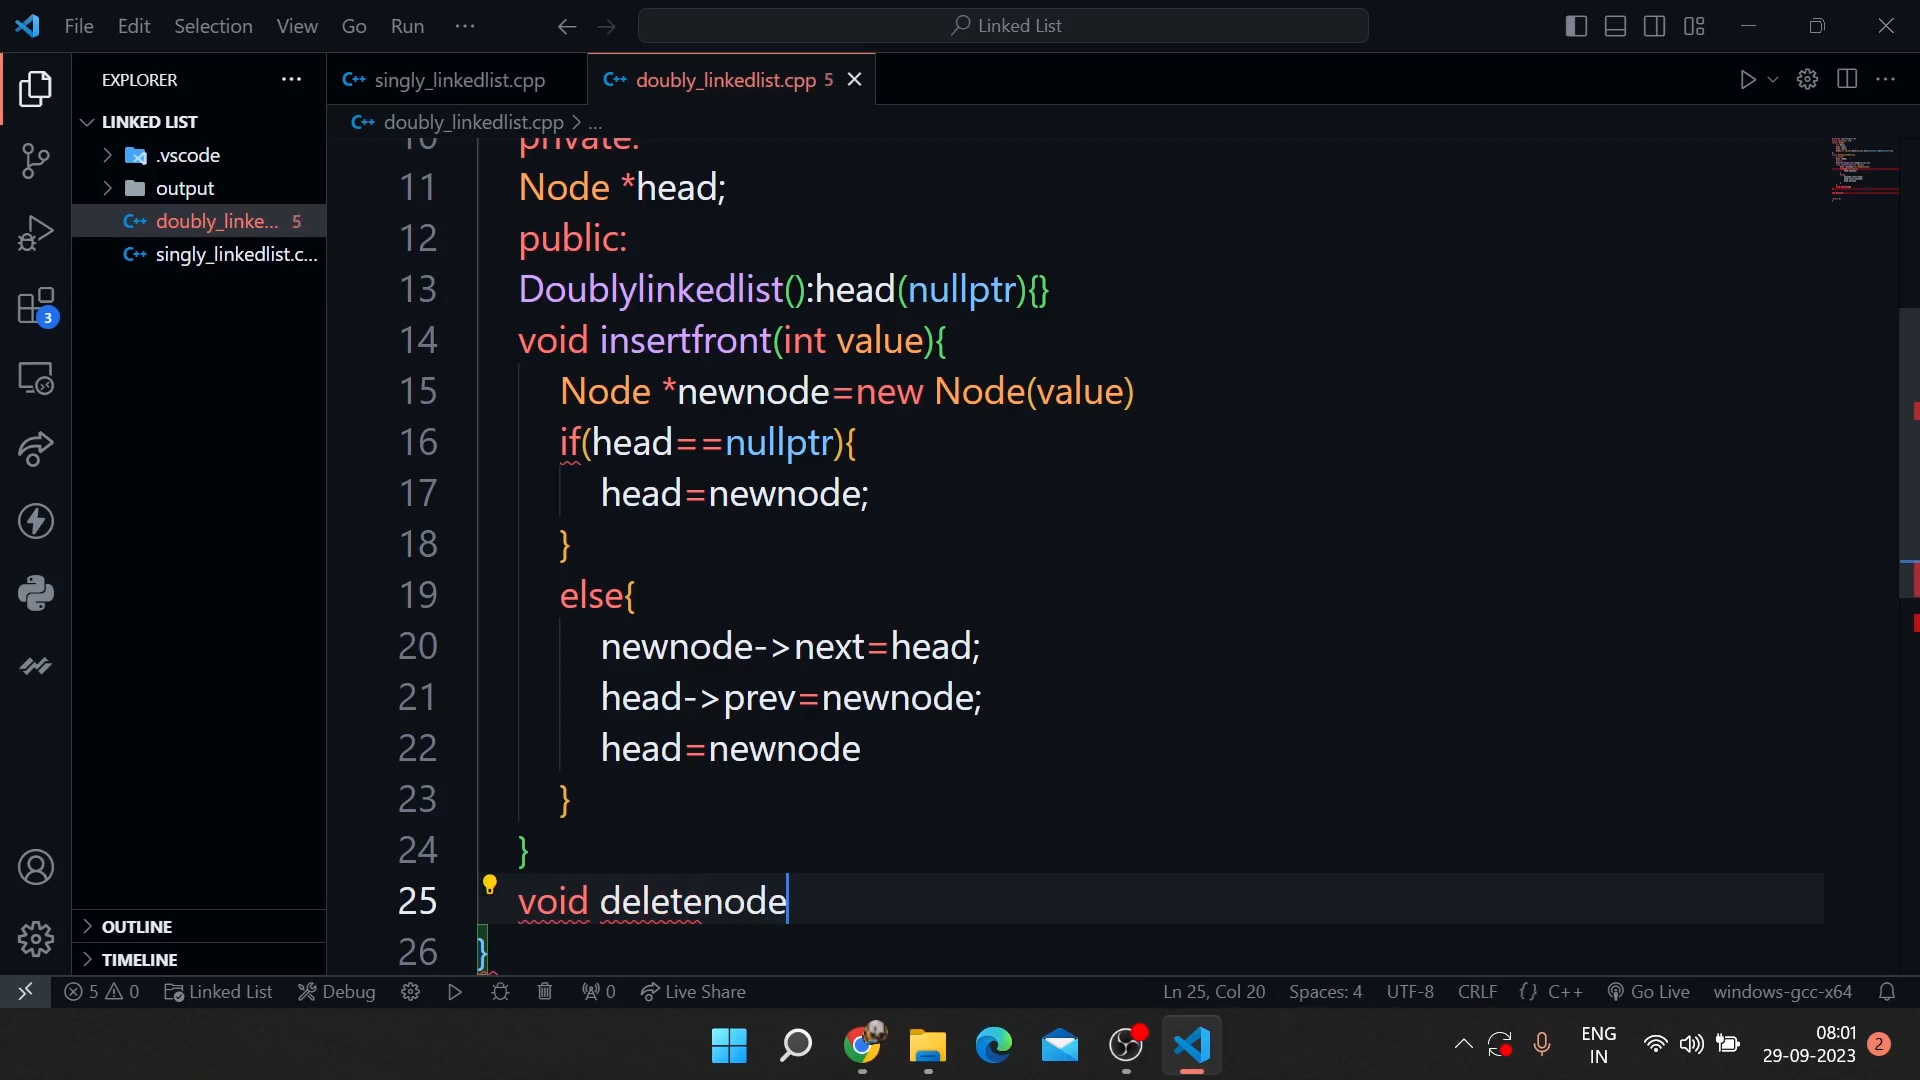 File Edit Selection View Go Run ··· Linked List
EXPLORER ···
LINKED LIST
.vscode
output
doubly_linke... 5
singly_linkedlist.c...
3
OUTLINE
TIMELINE
singly_linkedlist.cpp
doubly_linkedlist.cpp 5
doubly_linkedlist.cpp > ...
10 private:
11 Node *head;
12 public:
13 Doublylinkedlist():head(nullptr){}
14 void insertfront(int value){
15 Node *newnode=new Node(value)
16 if(head==nullptr){
17 head=newnode;
18 }
19 else{
20 newnode->next=head;
21 head->prev=newnode;
22 head=newnode
23 }
24 }
25 void deletenode
26 }
5 0 Linked List Debug 0 Live Share Ln 25, Col 20 Spaces: 4 UTF-8 CRLF {} C++ Go Live windows-gcc-x64
ENG
IN
08:01
29-09-2023
2